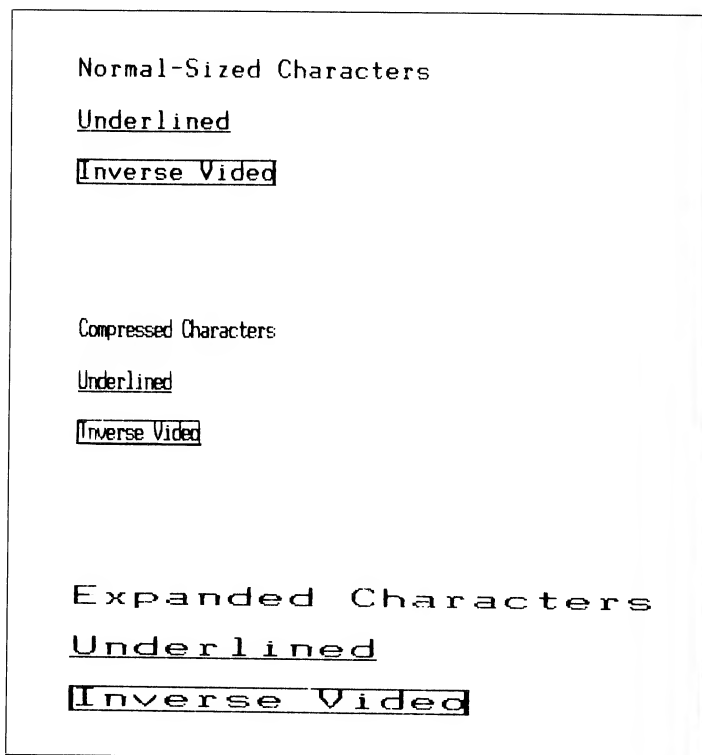 Normal-Sized Characters
Underlined
Inverse Video
Compressed Characters
Underlined
Inverse Video
Expanded Characters
Underlined
Inverse Video